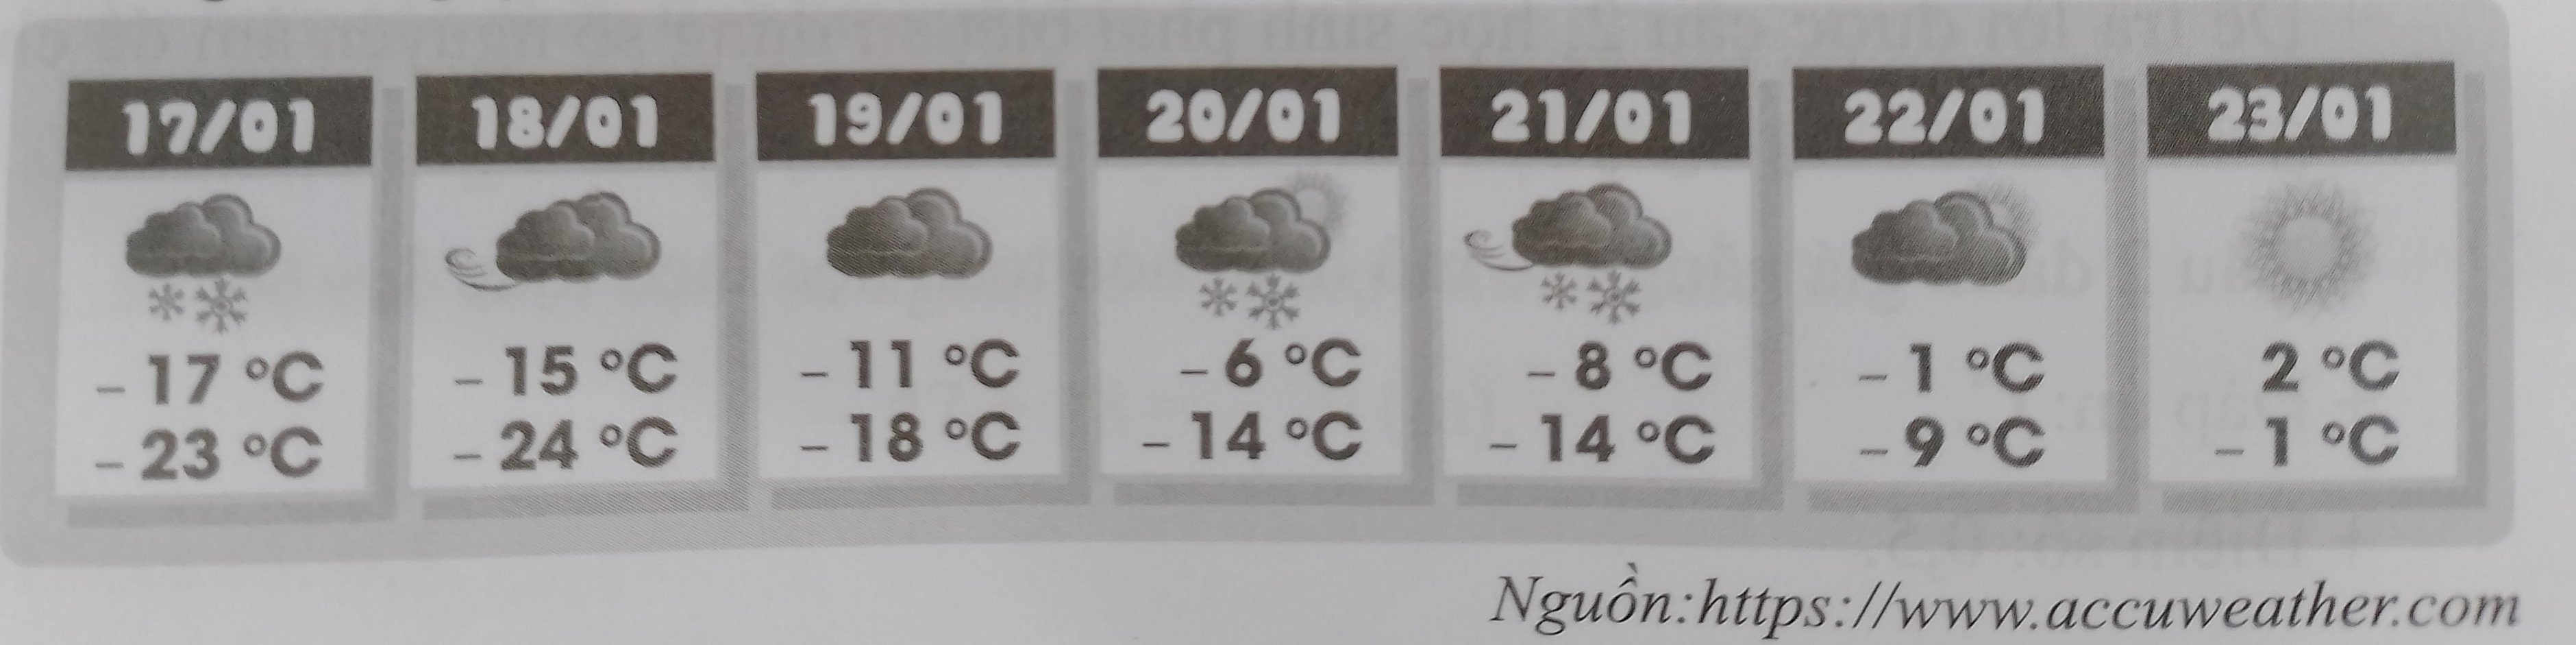 17/01 18/01 19/01 20/01 21/01 22/01 23/01
– 17 °C – 15 °C – 11 °C – 6 °C – 8 °C – 1 °C 2 °C
– 23 °C – 24 °C – 18 °C – 14 °C – 14 °C – 9 °C – 1 °C
Nguồn:https://www.accuweather.com